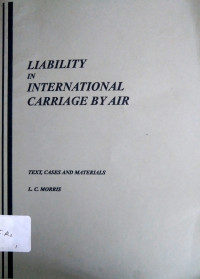 LIABILITY
IN
INTERNATIONAL
CARRIAGE BY AIR
TEXT, CASES AND MATERIALS
L. C. MORRIS